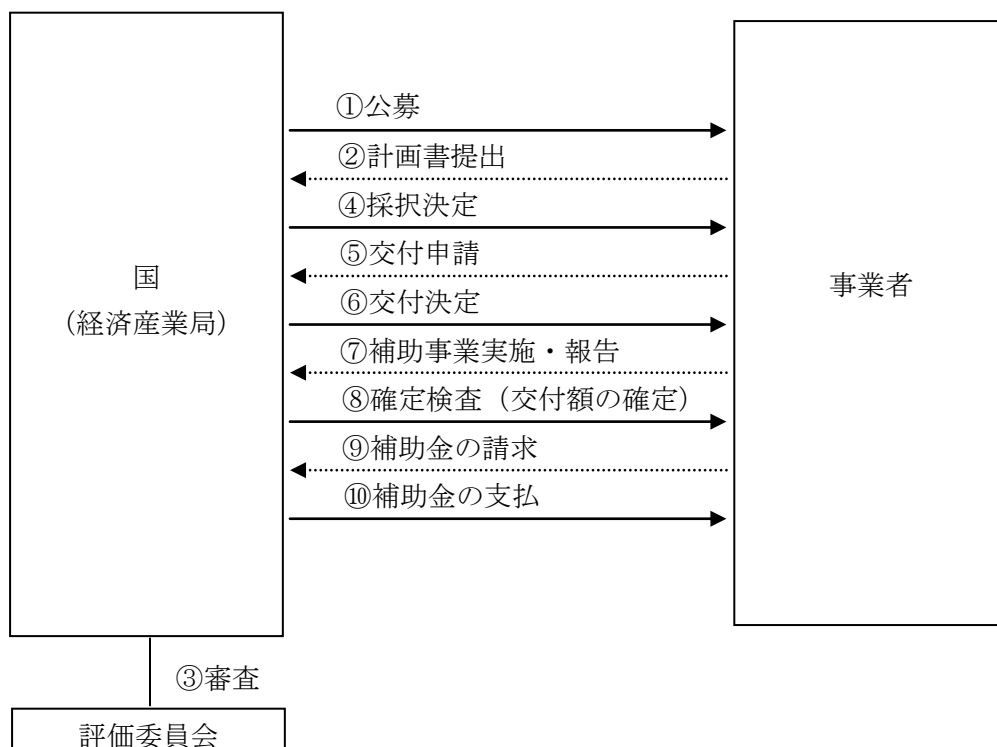 ①公募
②計画書提出
④採択決定
⑤交付申請
国
(経済産業局)
事業者
⑥交付決定
⑦補助事業実施・報告
⑧確定検査(交付額の確定)
⑨補助金の請求
⑩補助金の支払
③審査
評価委員会